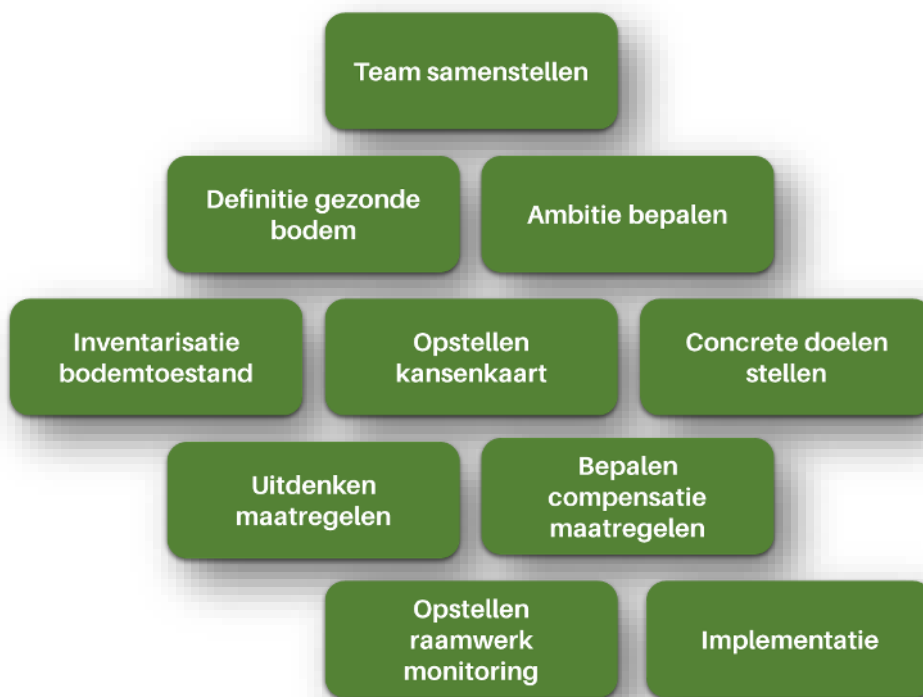 Team samenstellen
Definitie gezonde
bodem
Ambitie bepalen
Inventarisatie
bodemtoestand
Opstellen
kansenkaart
Concrete doelen
stellen
Uitdenken
maatregelen
Bepalen
compensatie
maatregelen
Opstellen
raamwerk
monitoring
Implementatie